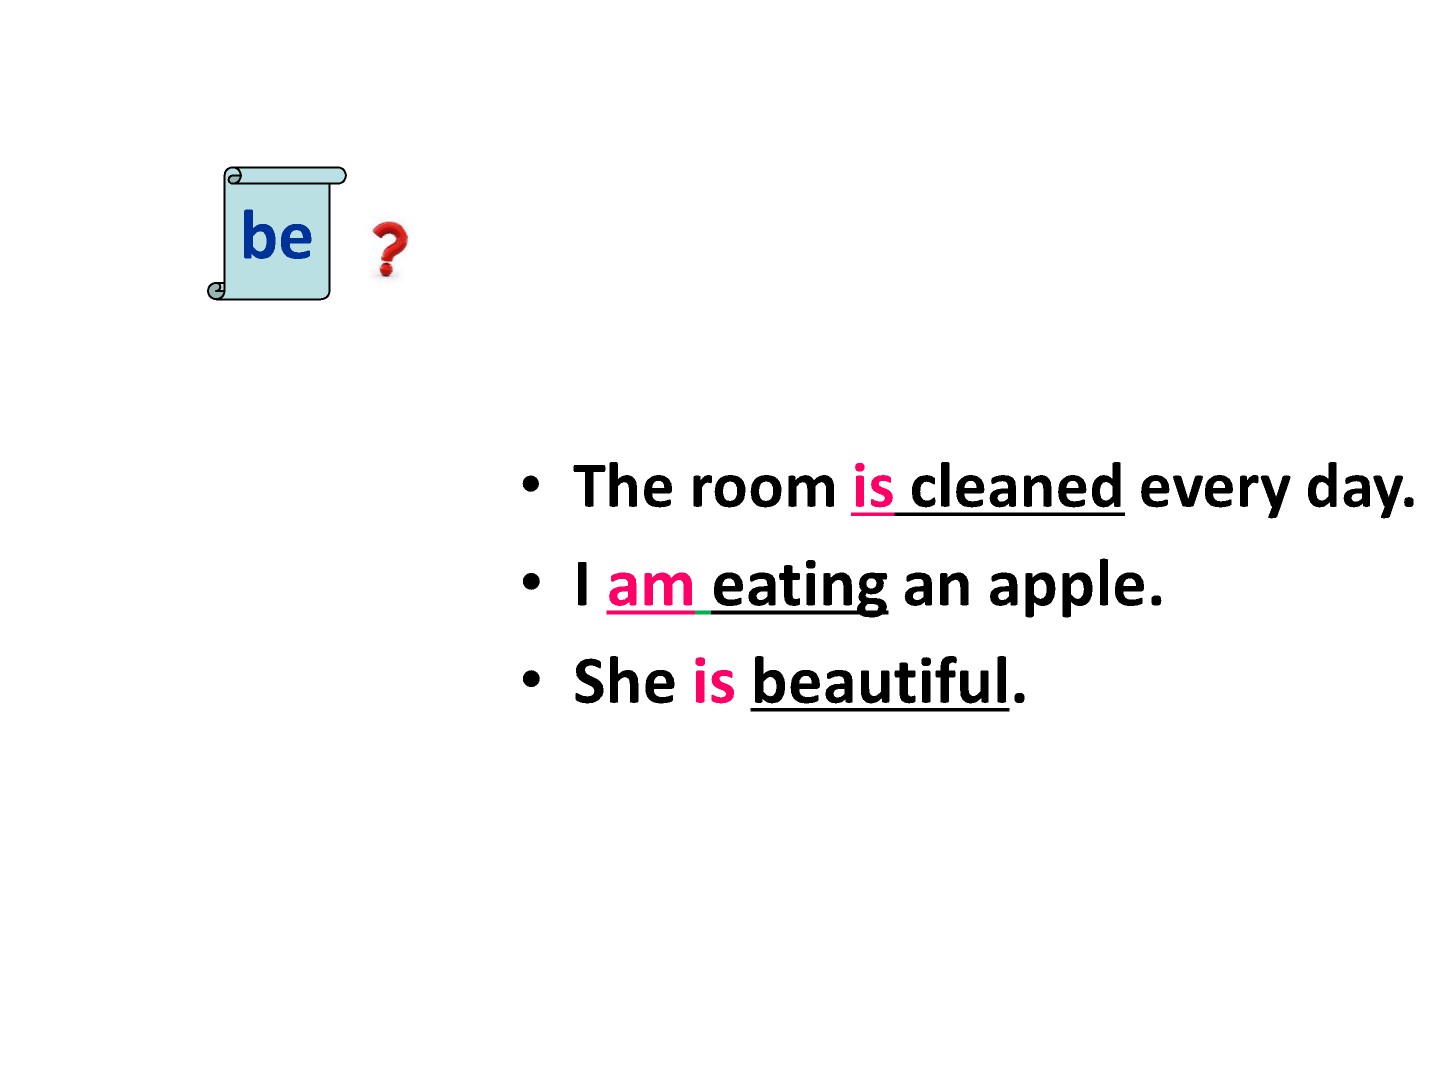 be ?
• The room is cleaned every day.
• I am eating an apple.
• She is beautiful.